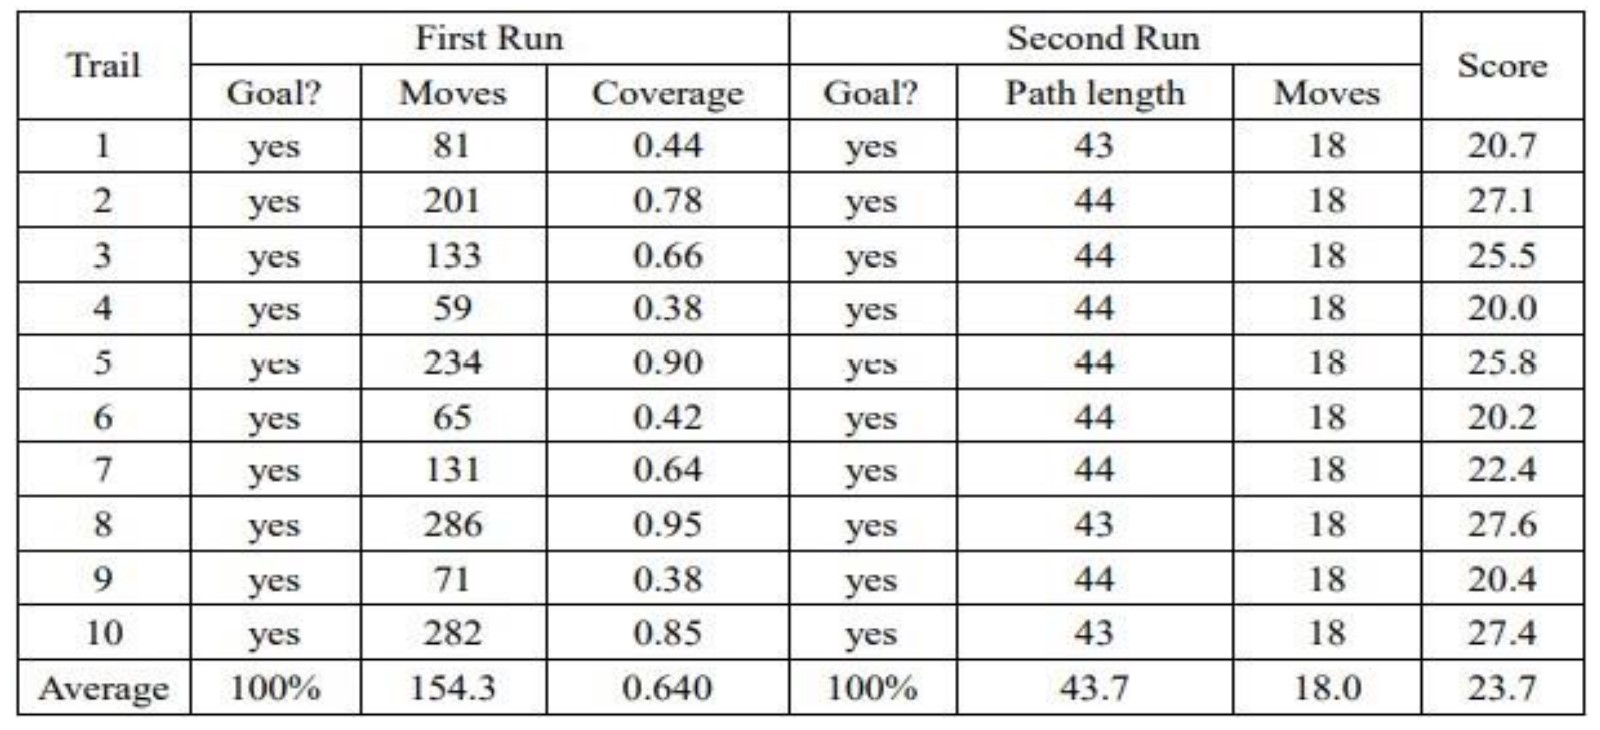 Trail First Run Second Run Score
Goal? Moves Coverage Goal? Path length Moves
1 yes 81 0.44 yes 43 18 20.7
2 yes 201 0.78 yes 44 18 27.1
3 yes 133 0.66 yes 44 18 25.5
4 yes 59 0.38 yes 44 18 20.0
5 yes 234 0.90 yes 44 18 25.8
6 yes 65 0.42 yes 44 18 20.2
7 yes 131 0.64 yes 44 18 22.4
8 yes 286 0.95 yes 43 18 27.6
9 yes 71 0.38 yes 44 18 20.4
10 yes 282 0.85 yes 43 18 27.4
Average 100% 154.3 0.640 100% 43.7 18.0 23.7